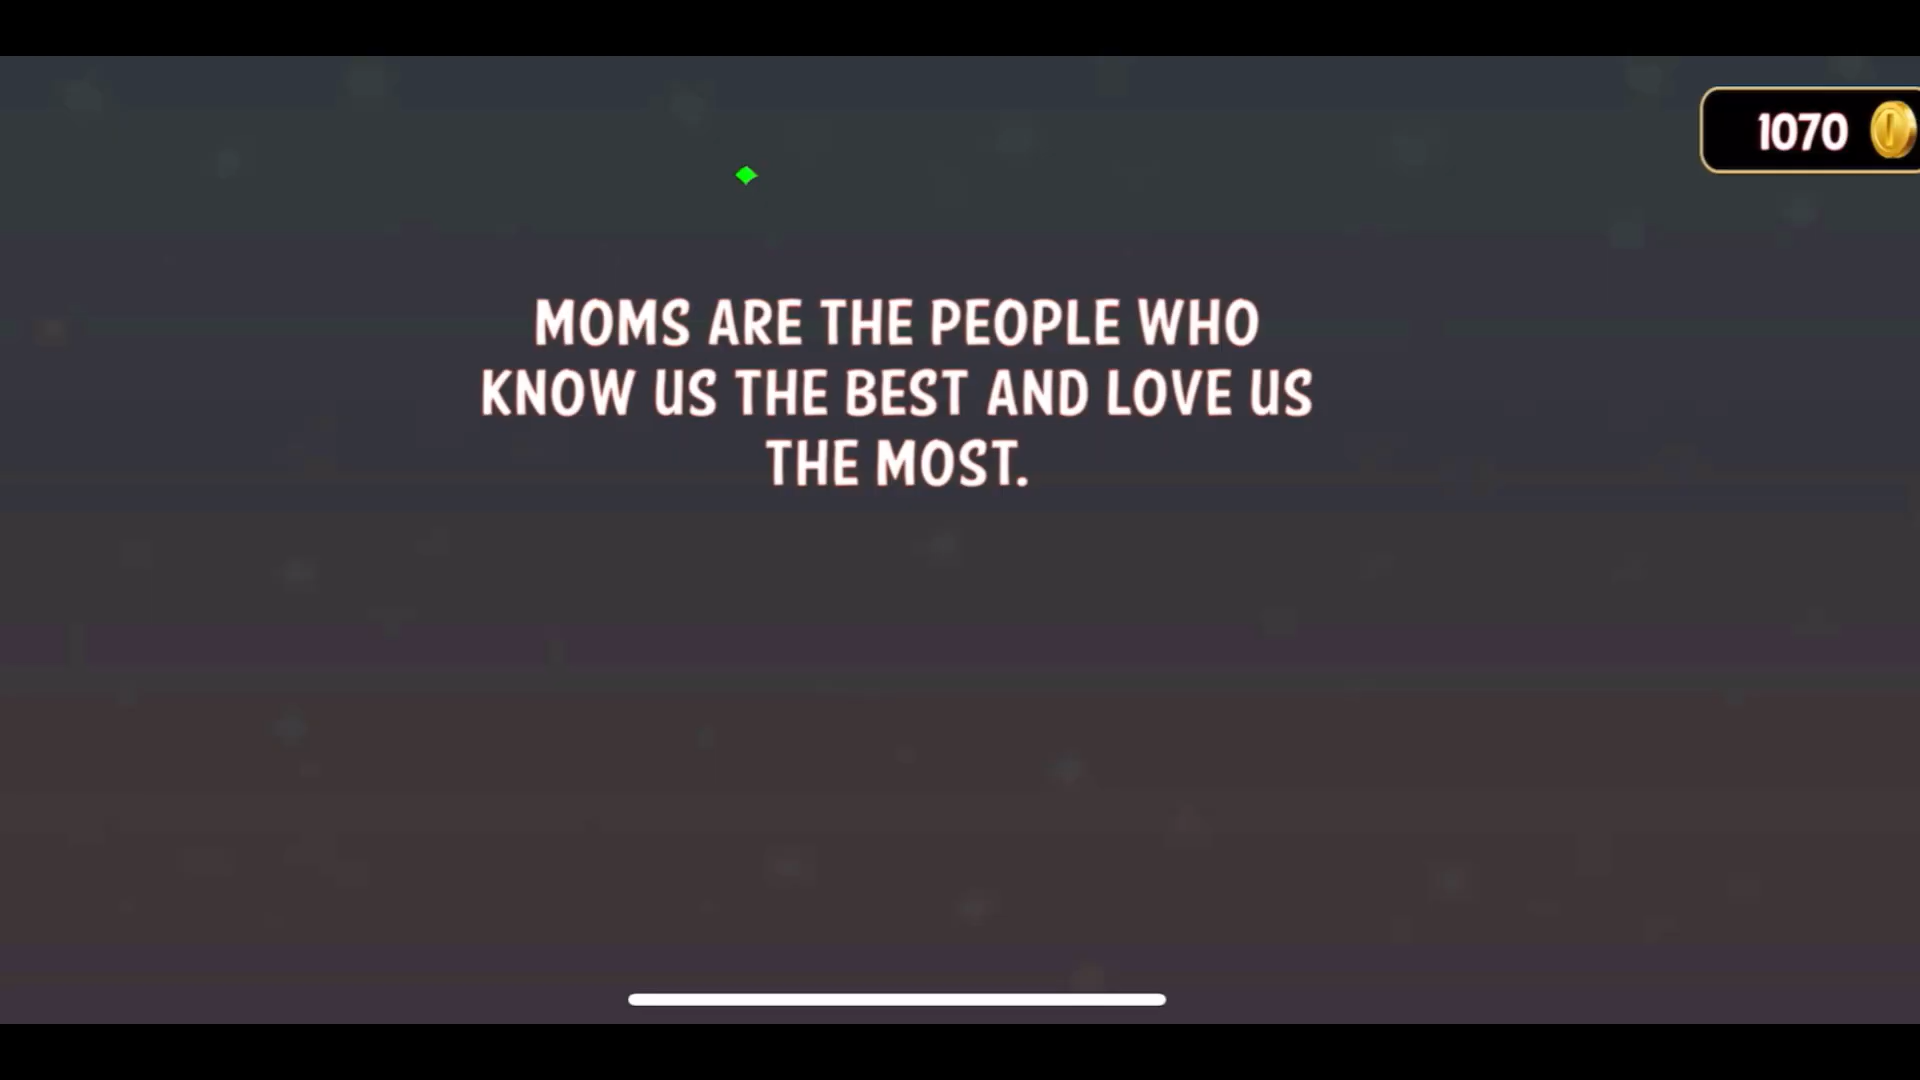 1070
MOMS ARE THE PEOPLE WHO
KNOW US THE BEST AND LOVE US
THE MOST.